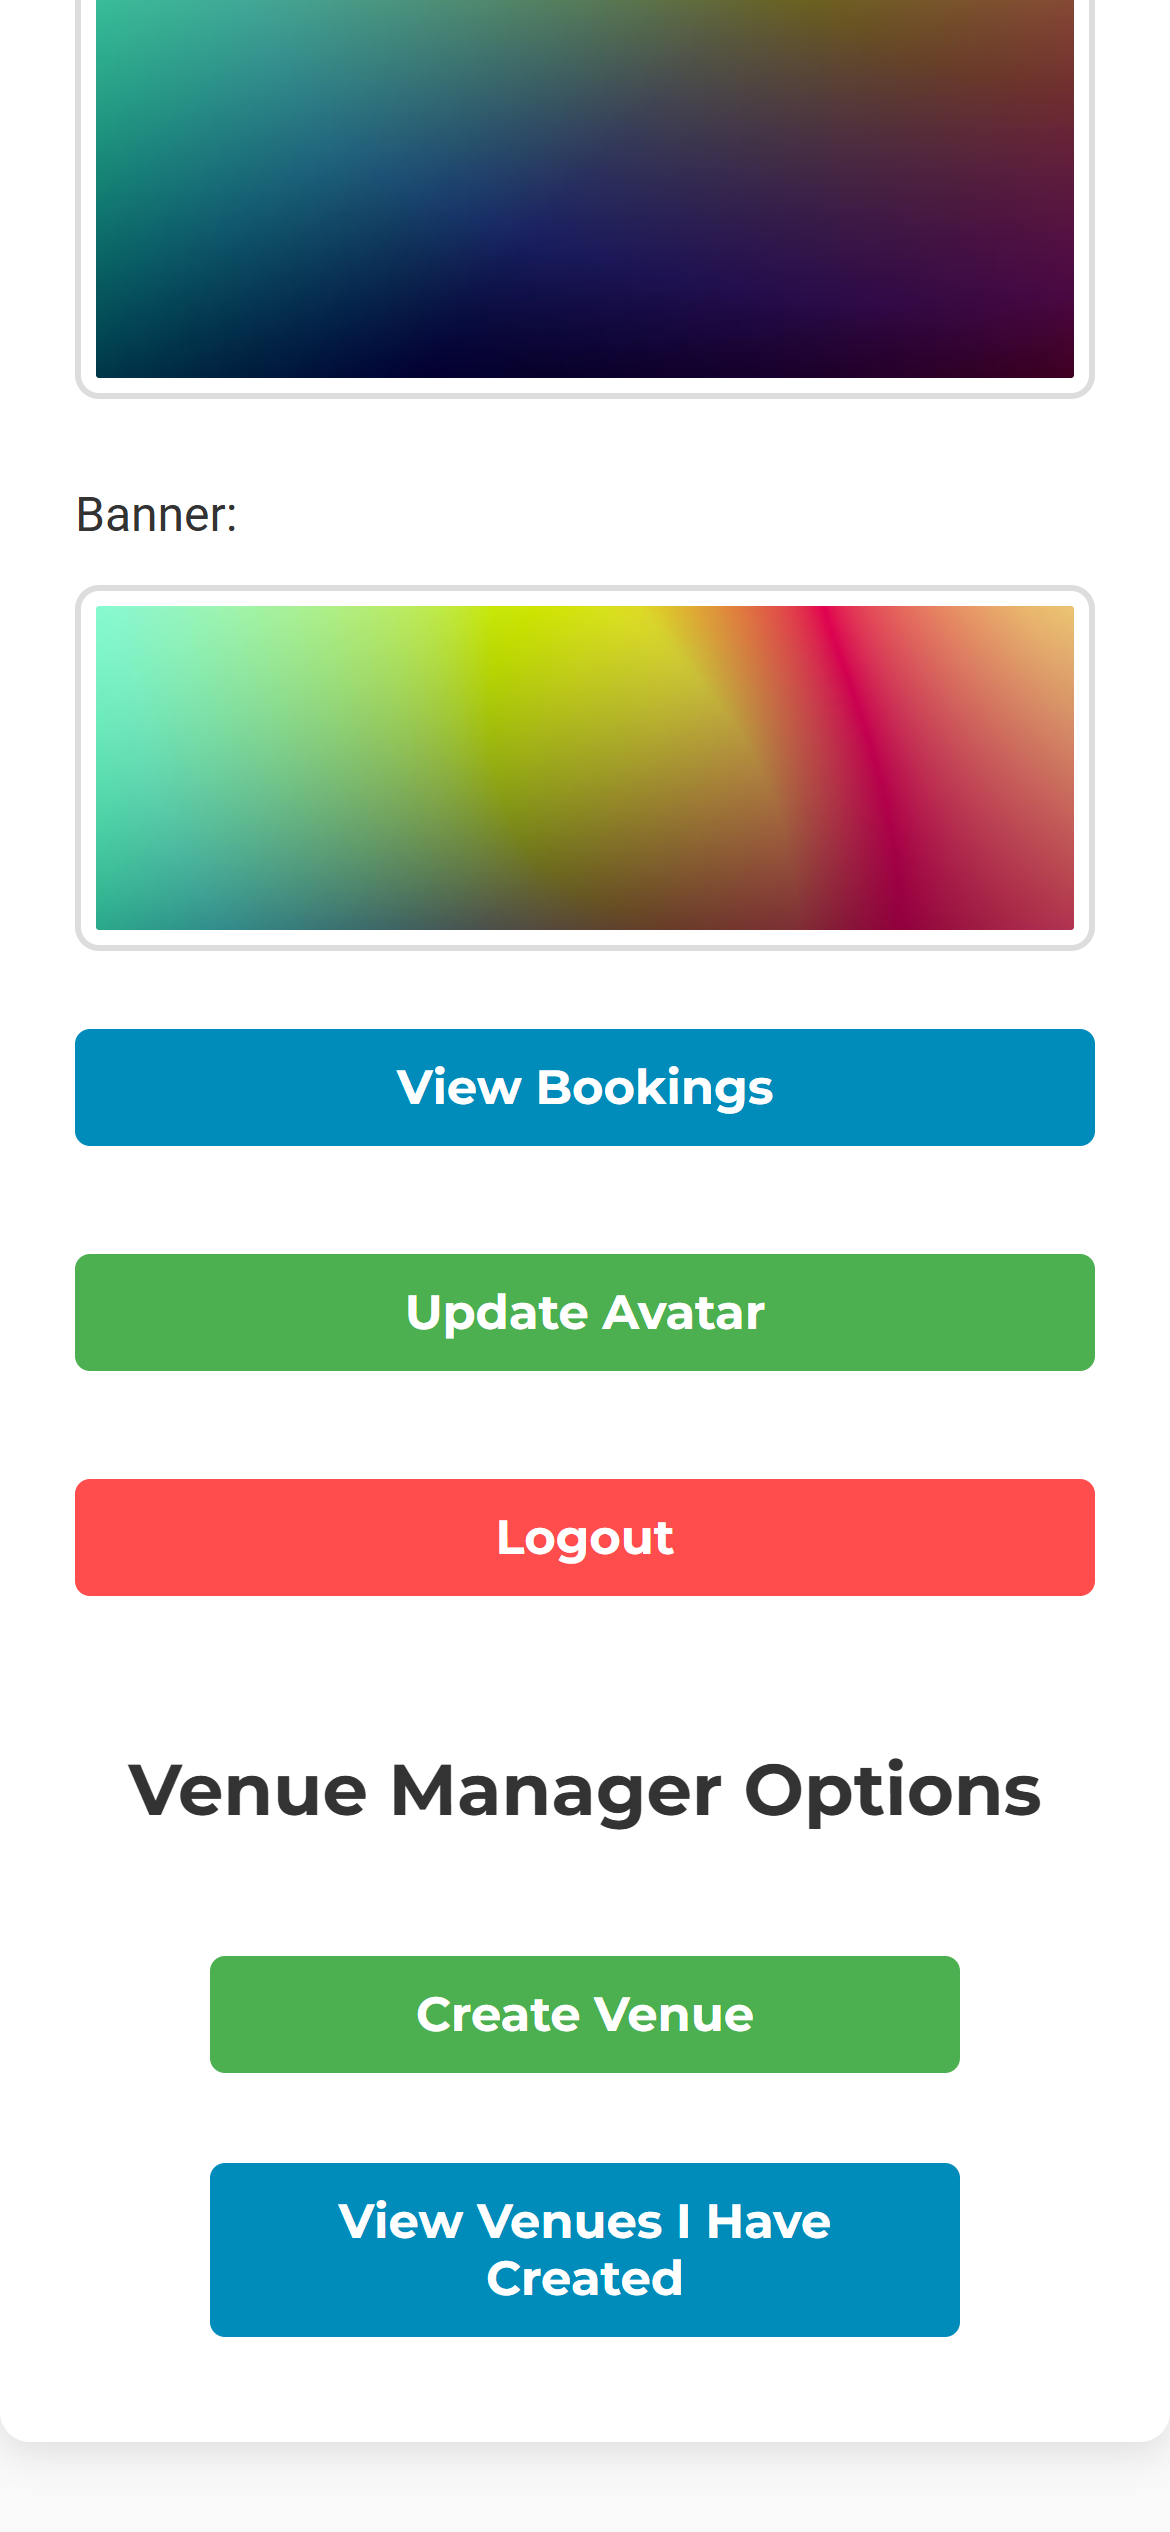 Banner:
View Bookings
Update Avatar
Logout
Venue Manager Options
Create Venue
View Venues I Have
Created